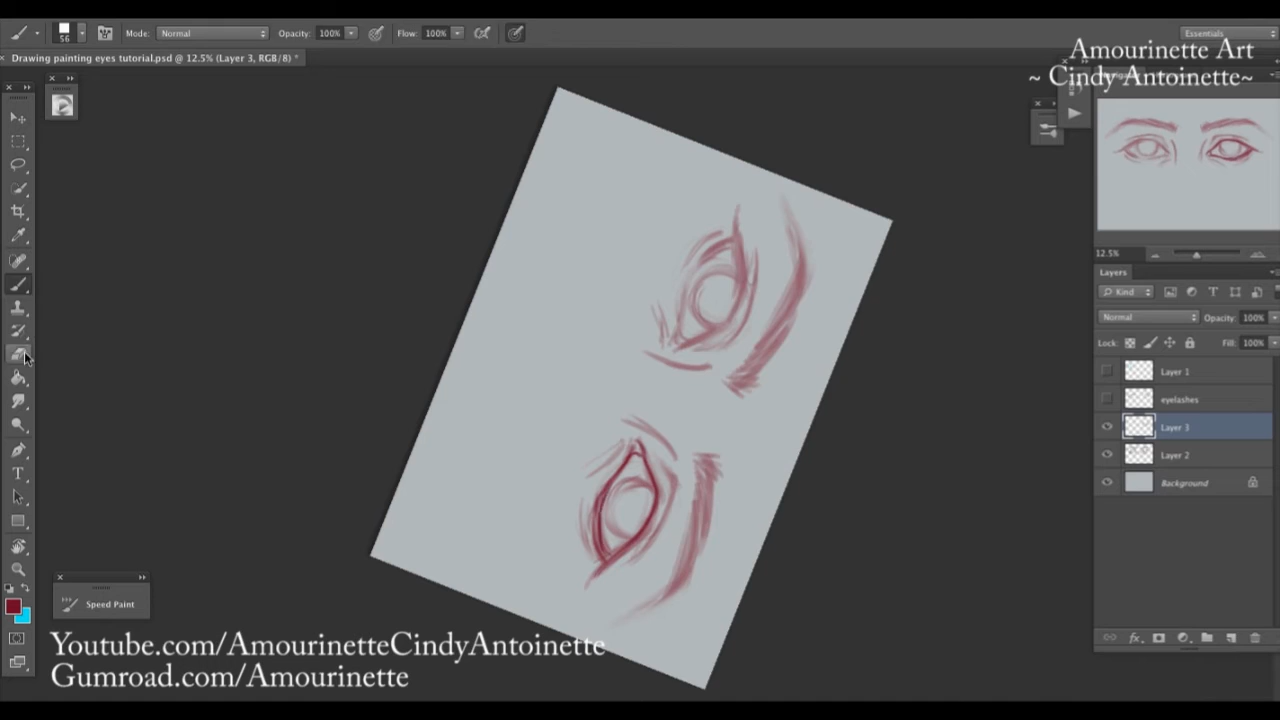 56
Mode: Normal
Opacity: 100%
Flow: 100%
Essentials
Drawing painting eyes tutorial.psd @ 12.5% (Layer 3, RGB/8) *
Amourinette Art
~ Cindy Antoinette~
12.5%
Layers
Kind
Normal
Opacity: 100%
Lock:
Fill: 100%
Layer 1
eyelashes
Layer 3
Layer 2
Background
Speed Paint
Youtube.com/AmourinetteCindyAntoinette
Gumroad.com/Amourinette